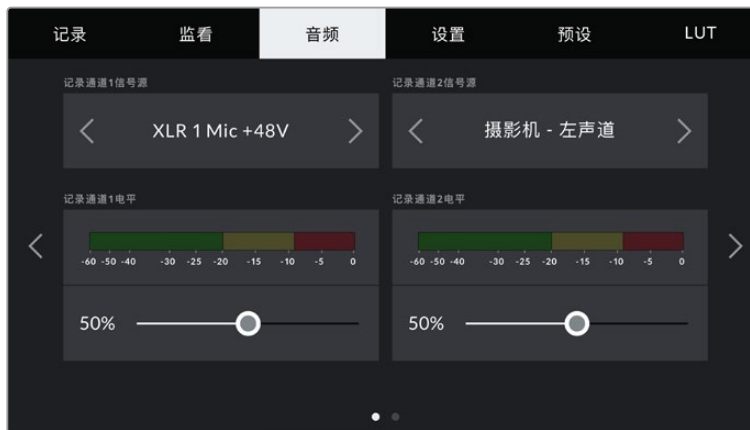 记录 监看 音频 设置 预设 LUT
记录通道1信号源 记录通道2信号源
XLR 1 Mic +48V 摄影机 - 左声道
记录通道1电平 记录通道2电平
-60 -50 -40 -30 -25 -20 -15 -10 -5 0 -60 -50 -40 -30 -25 -20 -15 -10 -5 0
50% 50%